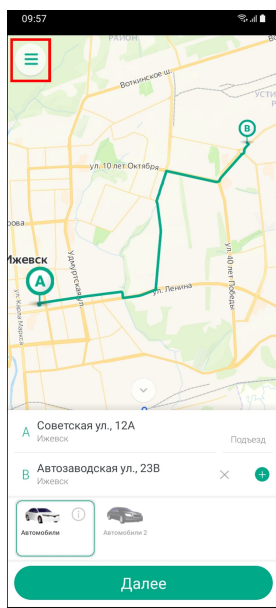 09:57
РАЙОН
Воткинское ш.
УСТИ
B
ул. 10 лет Октября
рова
Ижевск
Удмуртская ул.
ул. 40 лет Победы
A
ул. Карла Маркса
ул. Ленина
A Советская ул., 12А
Ижевск
Подъезд
B Автозаводская ул., 23В
Ижевск
Автомобили
Автомобили 2
Далее